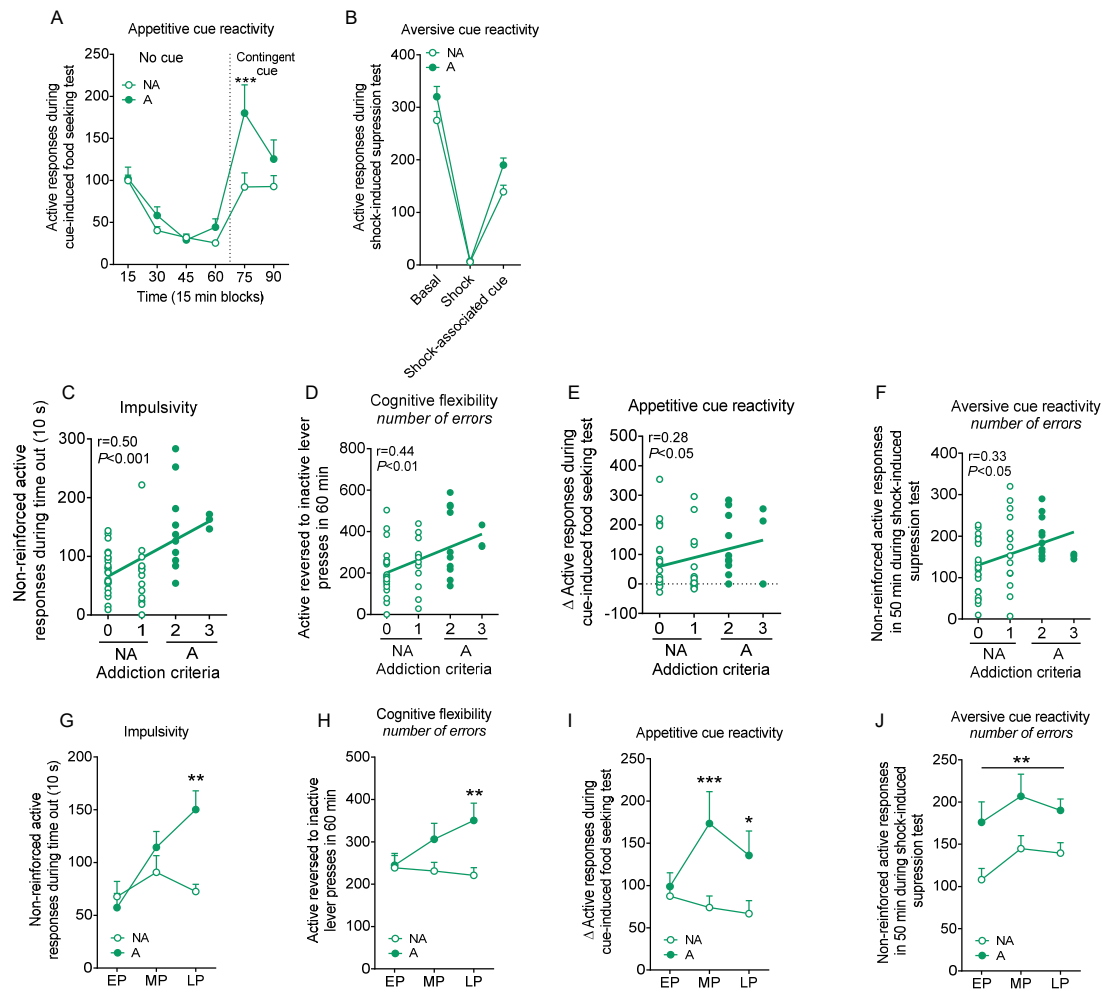 A
Appetitive cue reactivity
Active responses during
cue-induced food seeking test
250
200
150
100
50
0
No cue
Contingent
cue
NA
A
***
15 30 45 60 75 90
Time (15 min blocks)
B
Aversive cue reactivity
Active responses during
shock-induced supression test
400
300
200
100
0
NA
A
Basal
Shock
Shock-associated cue
C
Impulsivity
Non-reinforced active
responses during time out (10 s)
300
200
100
0
r=0.50
P<0.001
0 1 2 3
NA A
Addiction criteria
D
Cognitive flexibility
number of errors
Active reversed to inactive lever
presses in 60 min
800
600
400
200
0
r=0.44
P<0.01
0 1 2 3
NA A
Addiction criteria
E
Appetitive cue reactivity
Δ Active responses during
cue-induced food seeking test
500
400
300
200
100
0
-100
r=0.28
P<0.05
0 1 2 3
NA A
Addiction criteria
F
Aversive cue reactivity
number of errors
Non-reinforced active responses
in 50 min during shock-induced
supression test
400
300
200
100
0
r=0.33
P<0.05
0 1 2 3
NA A
Addiction criteria
G
Impulsivity
Non-reinforced active
responses during time out (10 s)
200
150
100
50
0
**
NA
A
EP MP LP
H
Cognitive flexibility
number of errors
Active reversed to inactive
lever presses in 60 min
500
400
300
200
100
0
**
NA
A
EP MP LP
I
Appetitive cue reactivity
Δ Active responses during
cue-induced food seeking test
250
200
150
100
50
0
***
*
NA
A
EP MP LP
J
Aversive cue reactivity
number of errors
Non-reinforced active responses
in 50 min during shock-induced
supression test
250
200
150
100
50
0
**
NA
A
EP MP LP